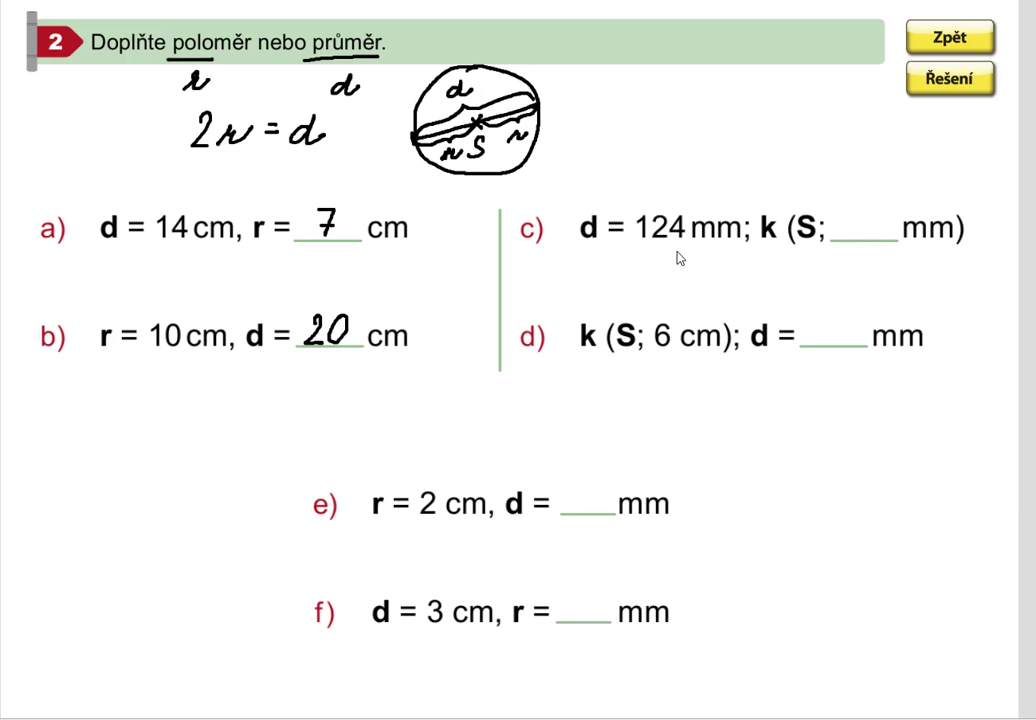 2 Doplňte poloměr nebo průměr.
Zpět
Řešení
r d
2r = d
d
r S r
a) d = 14 cm, r = 7 cm
b) r = 10 cm, d = 20 cm
c) d = 124 mm; k (S; ____ mm)
d) k (S; 6 cm); d = ____ mm
e) r = 2 cm, d = ____ mm
f) d = 3 cm, r = ____ mm